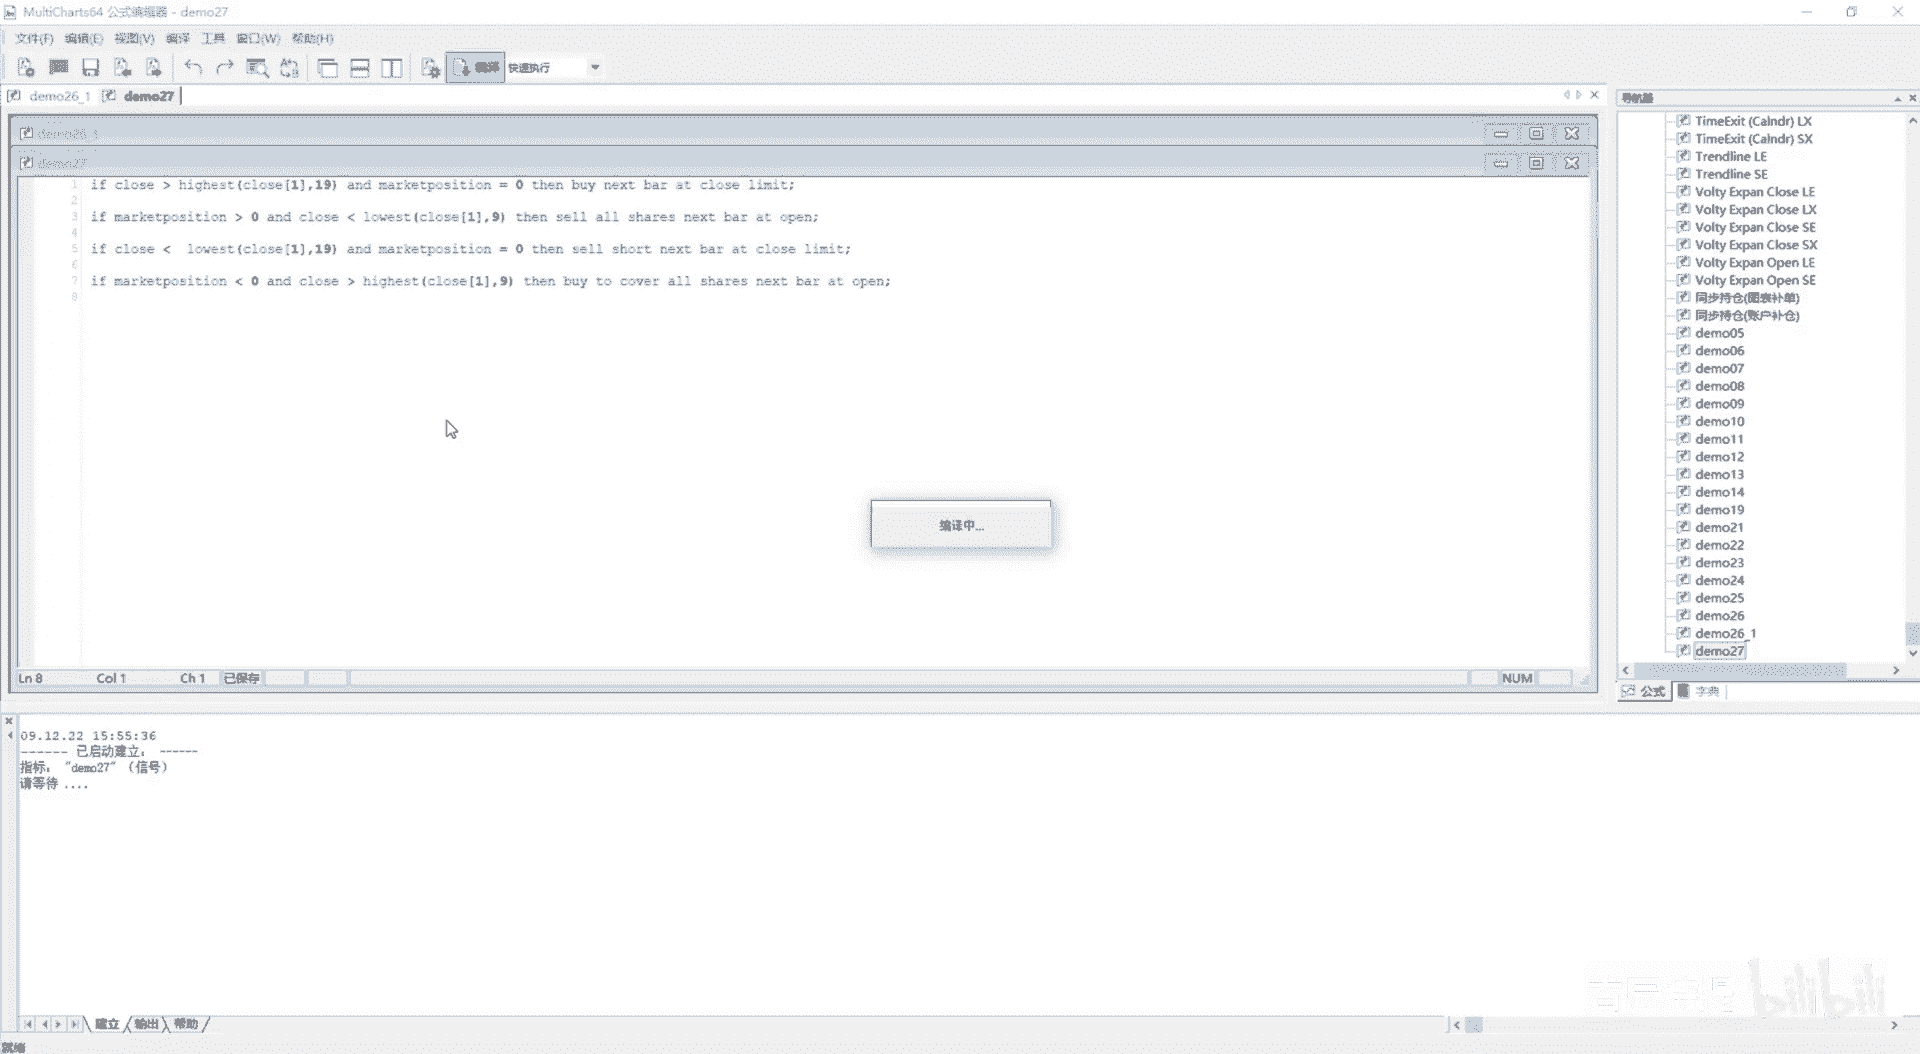 MultiCharts64 公式编辑器 - demo27
文件(F) 编辑(E) 视图(V) 编译 工具 窗口(W) 帮助(H)
编译 快速执行
demo26_1 demo27
导航器
demo26_1
demo27
1 if close > highest(close[1],19) and marketposition = 0 then buy next bar at close limit;
2
3 if marketposition > 0 and close < lowest(close[1],9) then sell all shares next bar at open;
4
5 if close <  lowest(close[1],19) and marketposition = 0 then sell short next bar at close limit;
6
7 if marketposition < 0 and close > highest(close[1],9) then buy to cover all shares next bar at open;
8
编译中...
Ln 8 Col 1 Ch 1 已保存 NUM
TimeExit (Calndr) LX
TimeExit (Calndr) SX
Trendline LE
Trendline SE
Volty Expan Close LE
Volty Expan Close LX
Volty Expan Close SE
Volty Expan Close SX
Volty Expan Open LE
Volty Expan Open SE
同步持仓(图表补单)
同步持仓(账户补仓)
demo05
demo06
demo07
demo08
demo09
demo10
demo11
demo12
demo13
demo14
demo19
demo21
demo22
demo23
demo24
demo25
demo26
demo26_1
demo27
公式 字典
09.12.22 15:55:36
------ 已启动建立： ------
指标： "demo27" （信号）
请等待 ....
bilibili
建立 输出 帮助
就绪